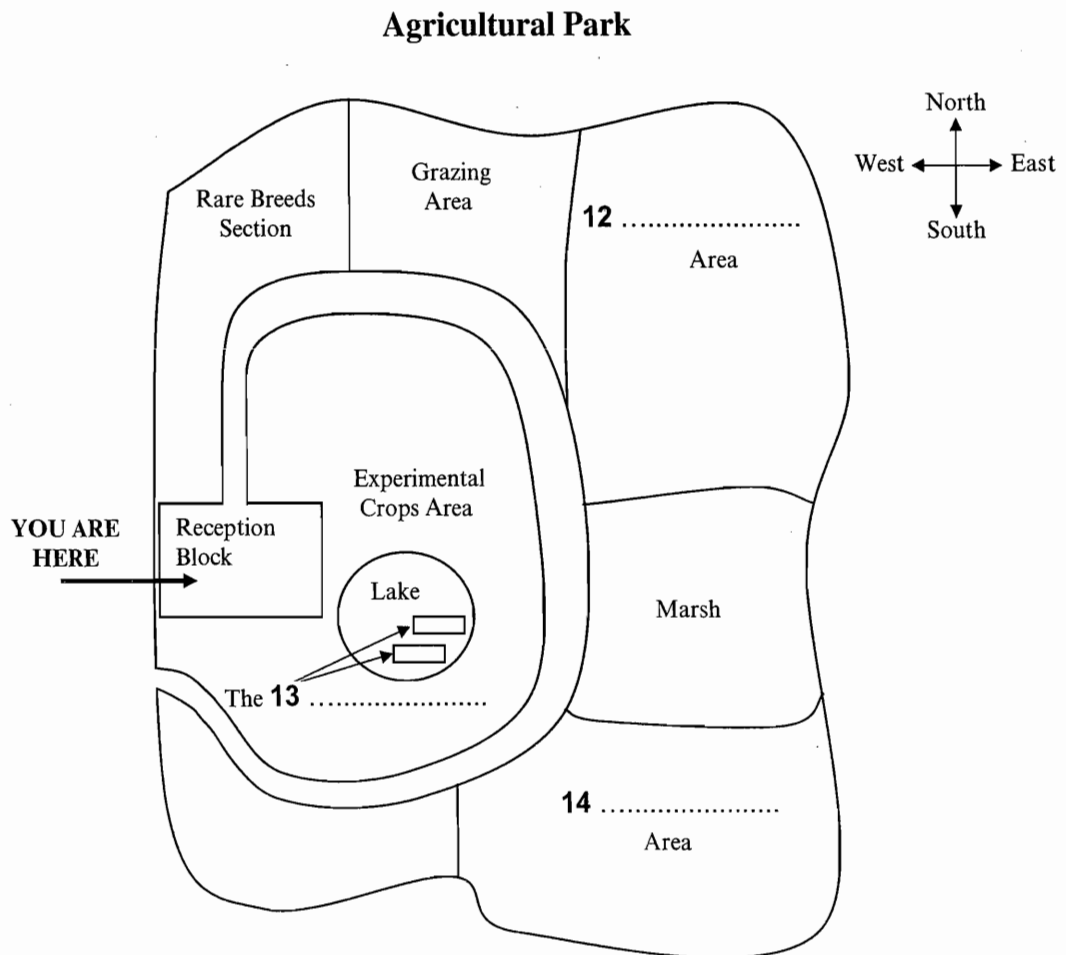 Agricultural Park
North
West
East
South
Rare Breeds
Section
Grazing
Area
12 ........................
Area
Experimental
Crops Area
YOU ARE
HERE
Reception
Block
Lake
Marsh
The 13 ........................
14 ........................
Area